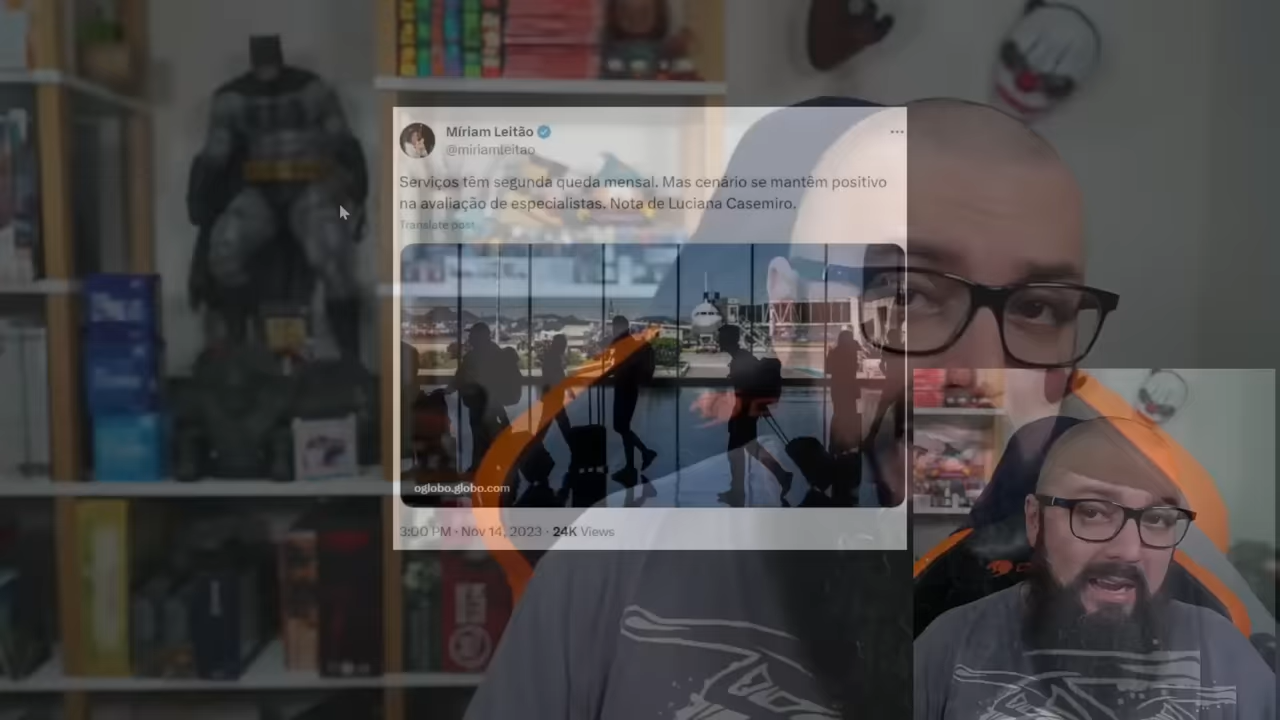 Míriam Leitão
@miriamleitao
Serviços têm segunda queda mensal. Mas cenário se mantém positivo
na avaliação de especialistas. Nota de Luciana Casemiro.
Translate post
oglobo.globo.com
3:00 PM · Nov 14, 2023 · 24K Views